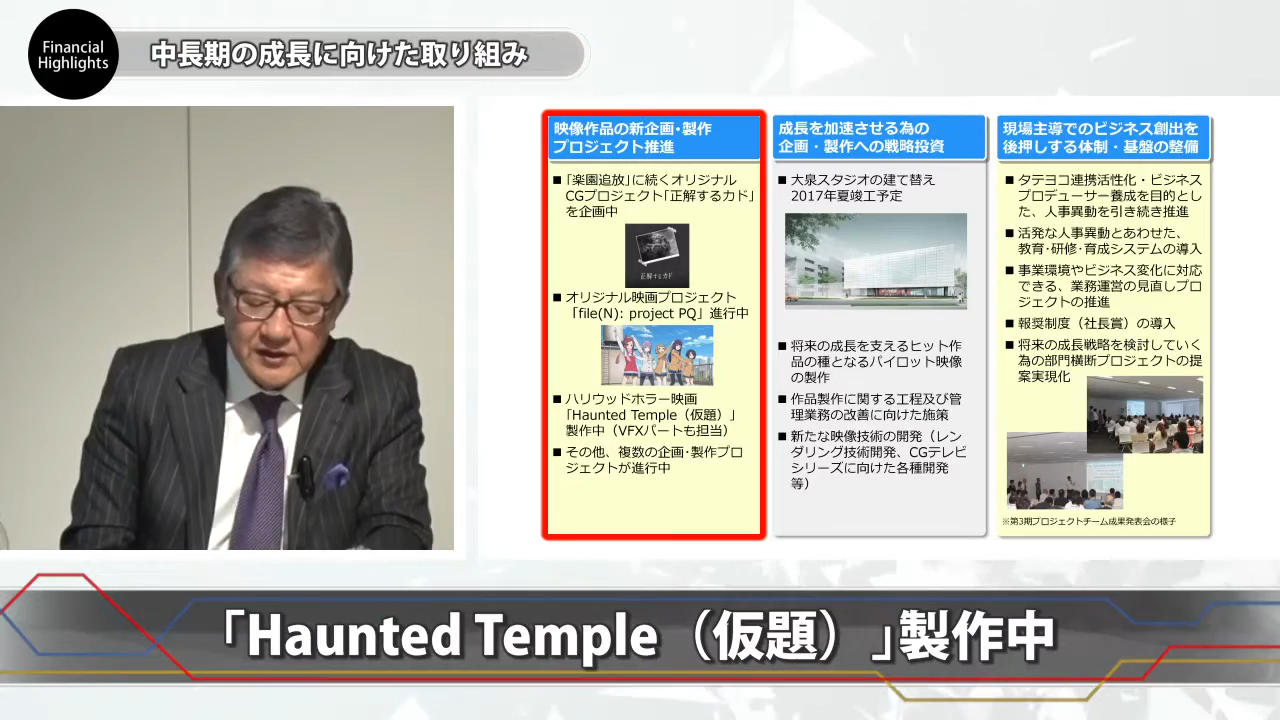 Financial
Highlights
中長期の成長に向けた取り組み
映像作品の新企画･製作
プロジェクト推進
■ ｢楽園追放｣に続くオリジナル
CGプロジェクト｢正解するカド｣
を企画中
正解するカド
■ オリジナル映画プロジェクト
「file(N): project PQ」進行中
■ ハリウッドホラー映画
「Haunted Temple（仮題）」
製作中（VFXパートも担当）
■ その他、複数の企画･製作プロ
ジェクトが進行中
成長を加速させる為の
企画・製作への戦略投資
■ 大泉スタジオの建て替え
2017年夏竣工予定
■ 将来の成長を支えるヒット作
品の種となるパイロット映像
の製作
■ 作品製作に関する工程及び管
理業務の改善に向けた施策
■ 新たな映像技術の開発（レン
ダリング技術開発、CGテレビ
シリーズに向けた各種開発
等）
現場主導でのビジネス創出を
後押しする体制・基盤の整備
■ タテヨコ連携活性化・ビジネス
プロデューサー養成を目的とし
た、人事異動を引き続き推進
■ 活発な人事異動とあわせた、
教育･研修･育成システムの導入
■ 事業環境やビジネス変化に対応
できる、業務運営の見直しプロ
ジェクトの推進
■ 報奨制度（社長賞）の導入
■ 将来の成長戦略を検討していく
為の部門横断プロジェクトの提
案実現化
※第3期プロジェクトチーム成果発表会の様子
「Haunted Temple（仮題）」製作中